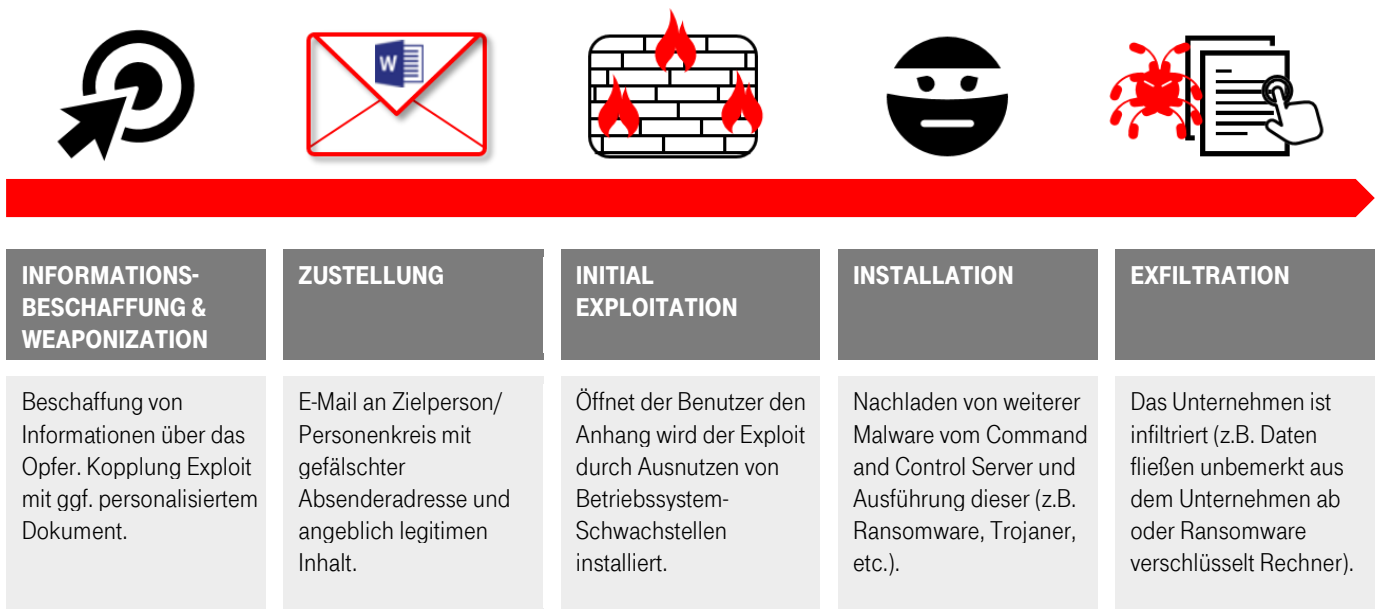 W
INFORMATIONS-
BESCHAFFUNG &
WEAPONIZATION
Beschaffung von
Informationen über das
Opfer. Kopplung Exploit
mit ggf. personalisiertem
Dokument.
ZUSTELLUNG
E-Mail an Zielperson/
Personenkreis mit
gefälschter
Absenderadresse und
angeblich legitimen
Inhalt.
INITIAL
EXPLOITATION
Öffnet der Benutzer den
Anhang wird der Exploit
durch Ausnutzen von
Betriebssystem-
Schwachstellen
installiert.
INSTALLATION
Nachladen von weiterer
Malware vom Command
and Control Server und
Ausführung dieser (z.B.
Ransomware, Trojaner,
etc.).
EXFILTRATION
Das Unternehmen ist
infiltriert (z.B. Daten
fließen unbemerkt aus
dem Unternehmen ab
oder Ransomware
verschlüsselt Rechner).